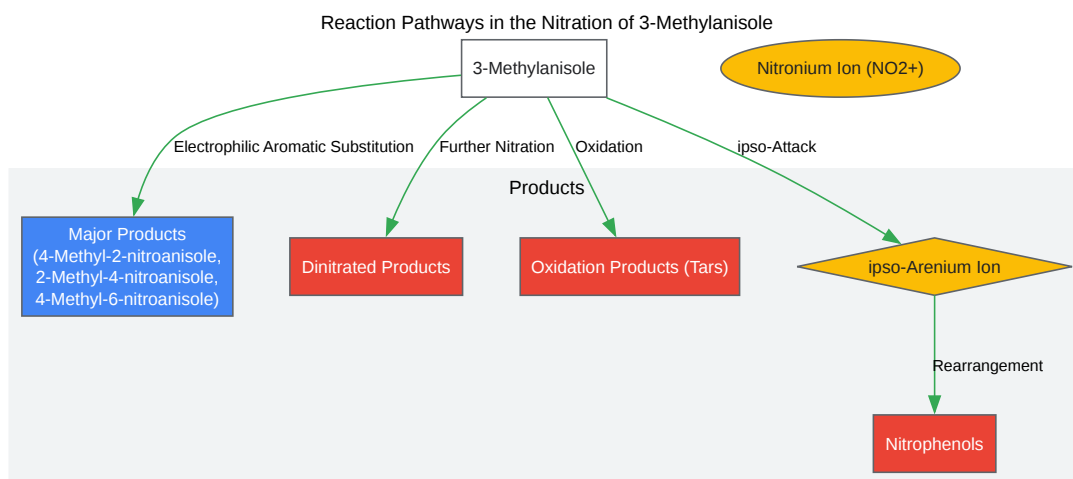 Reaction Pathways in the Nitration of 3-Methylanisole
3-Methylanisole
Nitronium Ion (NO2+)
Electrophilic Aromatic Substitution
Further Nitration
Oxidation
ipso-Attack
Products
Major Products
(4-Methyl-2-nitroanisole,
2-Methyl-4-nitroanisole,
4-Methyl-6-nitroanisole)
Dinitrated Products
Oxidation Products (Tars)
ipso-Arenium Ion
Rearrangement
Nitrophenols